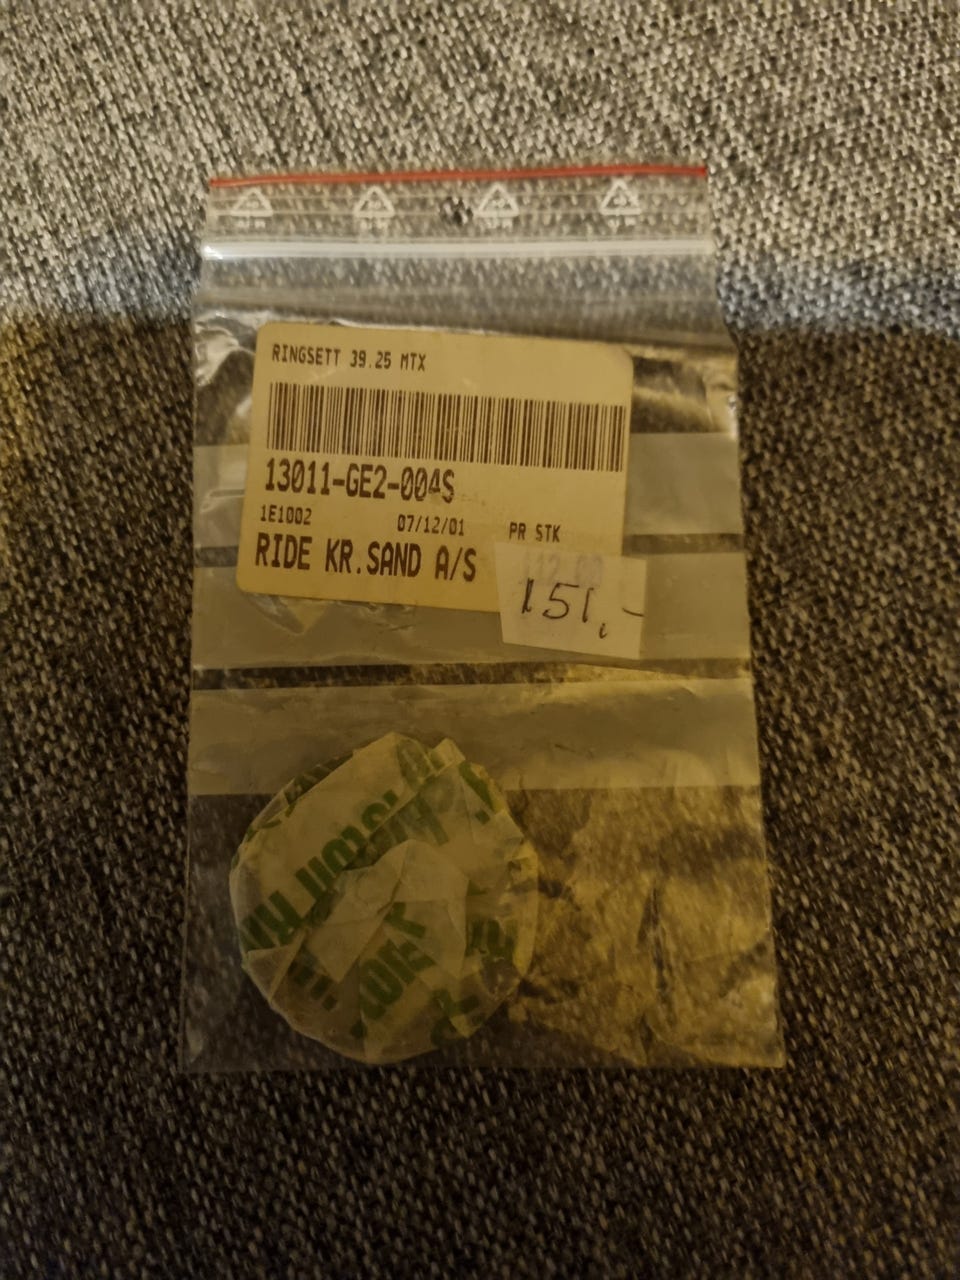 RINGSETT 39.25 MTX
13011-GE2-004S
1E1002 07/12/01 PR STK
RIDE KR.SAND A/S
151,-